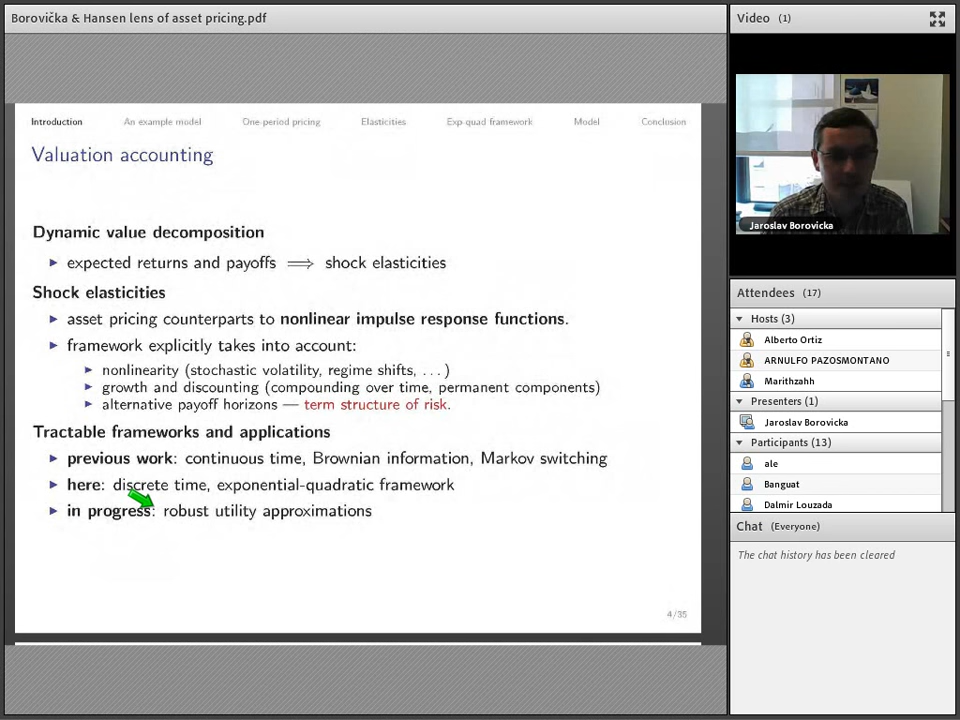 Borovička & Hansen lens of asset pricing.pdf
Introduction An example model One-period pricing Elasticities Exp-quad framework Model Conclusion
Valuation accounting
Dynamic value decomposition
► expected returns and payoffs ⟹ shock elasticities
Shock elasticities
► asset pricing counterparts to nonlinear impulse response functions.
► framework explicitly takes into account:
► nonlinearity (stochastic volatility, regime shifts, ...)
► growth and discounting (compounding over time, permanent components)
► alternative payoff horizons — term structure of risk.
Tractable frameworks and applications
► previous work: continuous time, Brownian information, Markov switching
► here: discrete time, exponential-quadratic framework
► in progress: robust utility approximations
4/35
Video (1)
Jaroslav Borovicka
Attendees (17)
Hosts (3)
Alberto Ortiz
ARNULFO PAZOSMONTANO
Marithzahh
Presenters (1)
Jaroslav Borovicka
Participants (13)
ale
Banguat
Dalmir Louzada
Chat (Everyone)
The chat history has been cleared